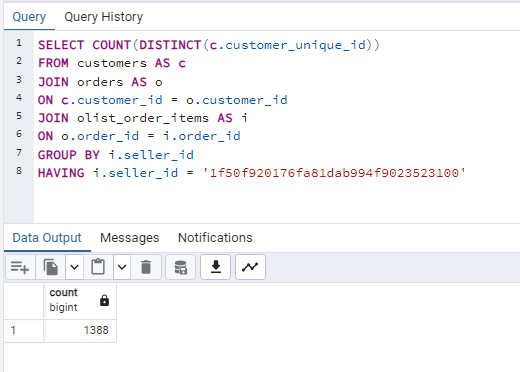 Query Query History
1 SELECT COUNT(DISTINCT(c.customer_unique_id))
2 FROM customers AS c
3 JOIN orders AS o
4 ON c.customer_id = o.customer_id
5 JOIN olist_order_items AS i
6 ON o.order_id = i.order_id
7 GROUP BY i.seller_id
8 HAVING i.seller_id = '1f50f920176fa81dab994f9023523100'
Data Output Messages Notifications
count
bigint
1 1388